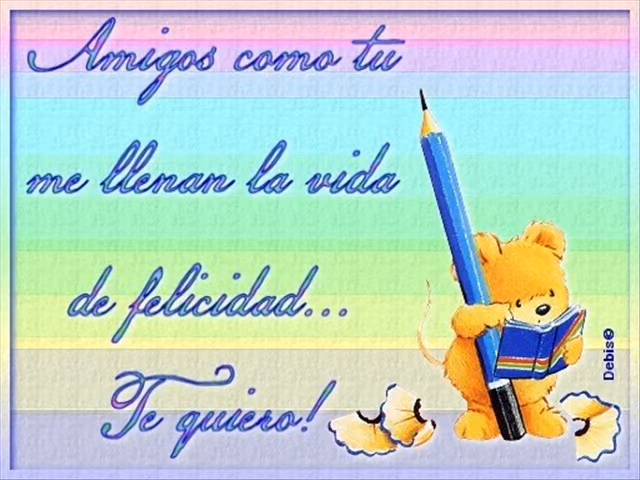 Amigos como tu
me llenan la vida
de felicidad...
Te quiero!
Debis©